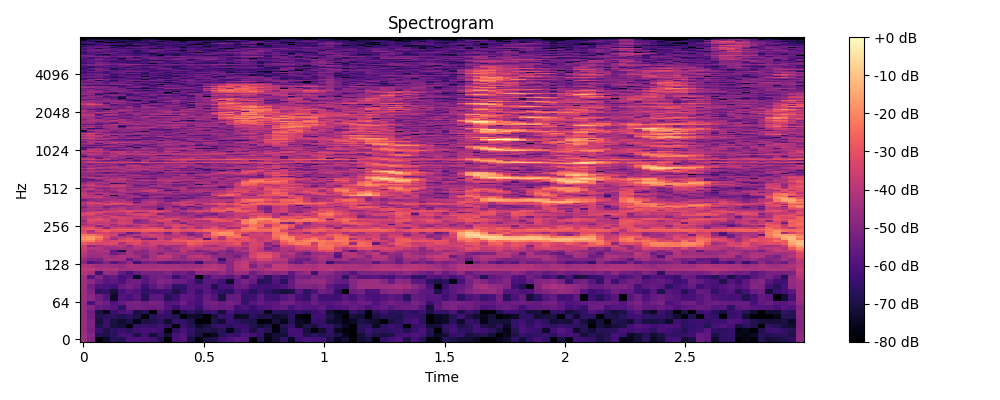 Spectrogram
Hz
4096
2048
1024
512
256
128
64
0
0
0.5
1
1.5
2
2.5
Time
+0 dB
-10 dB
-20 dB
-30 dB
-40 dB
-50 dB
-60 dB
-70 dB
-80 dB